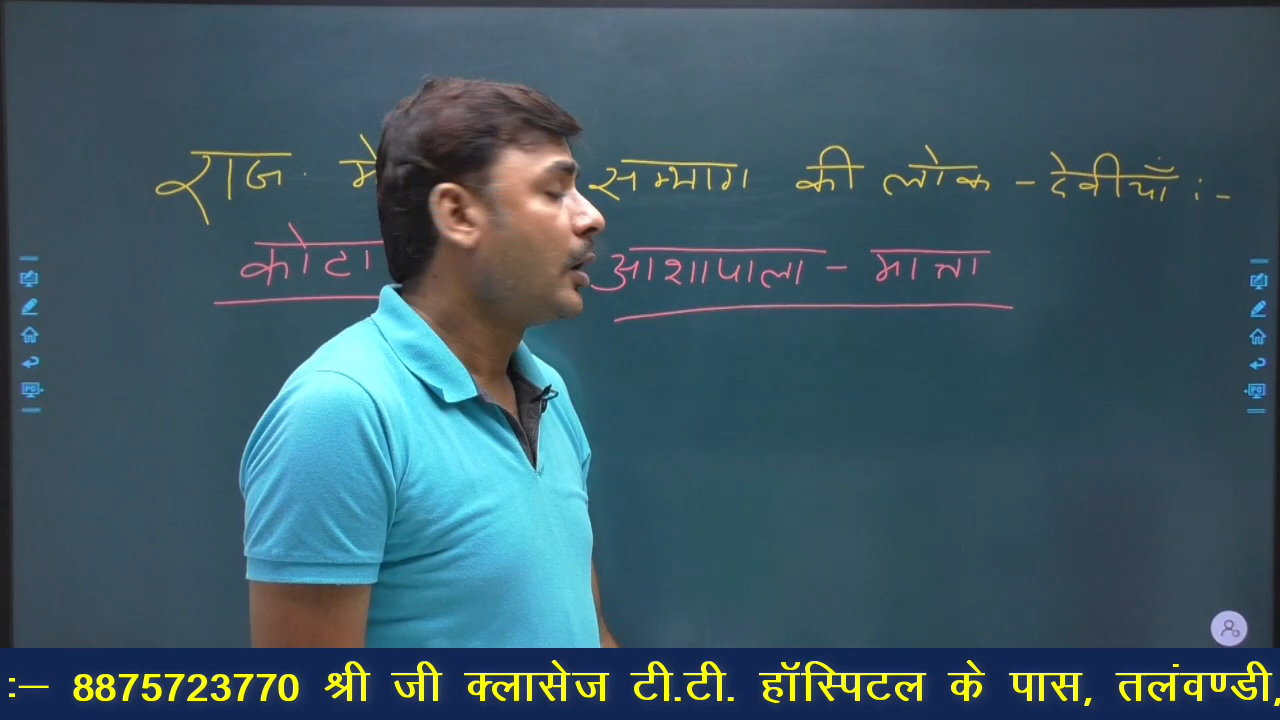 राज. मे सम्भाग की लोक - देवीयाँ :-
कोटा आशापाला - माता
:– 8875723770 श्री जी क्लासेज टी.टी. हॉस्पिटल के पास, तलंवण्डी,